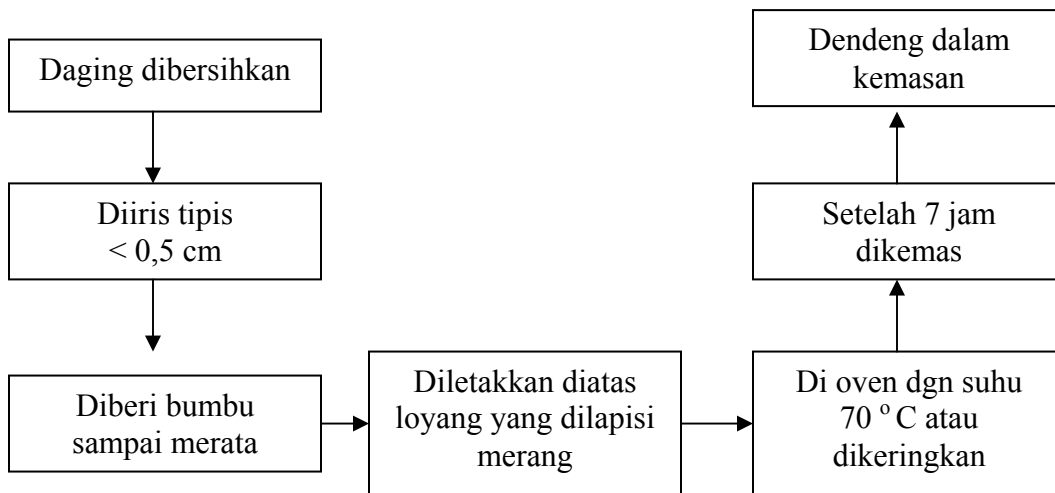 Daging dibersihkan
Diiris tipis
< 0,5 cm
Diberi bumbu
sampai merata
Diletakkan diatas
loyang yang dilapisi
merang
Di oven dgn suhu
70 º C atau
dikeringkan
Setelah 7 jam
dikemas
Dendeng dalam
kemasan